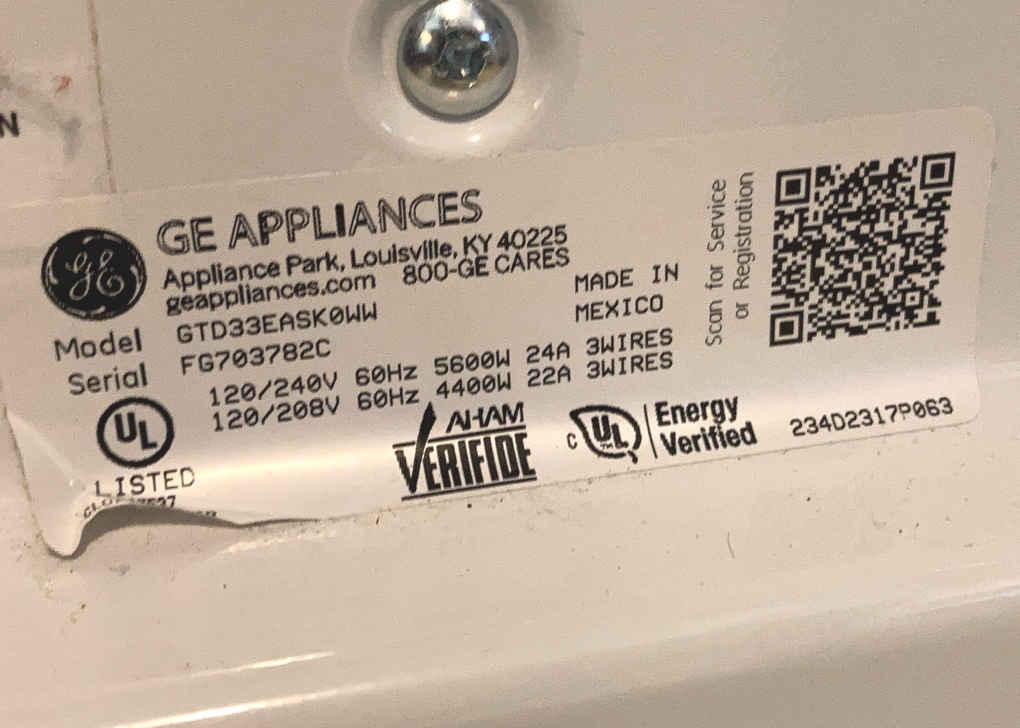 N
GE APPLIANCES
Appliance Park, Louisville, KY 40225
geappliances.com 800-GE CARES
MADE IN
MEXICO
Model GTD33EASK0WW
Serial FG703782C
120/240V 60Hz 5600W 24A 3WIRES
120/208V 60Hz 4400W 22A 3WIRES
UL
LISTED
AHAM
VERIFIDE
C UL
Energy
Verified
234D2317P063
Scan for Service
or Registration
GE